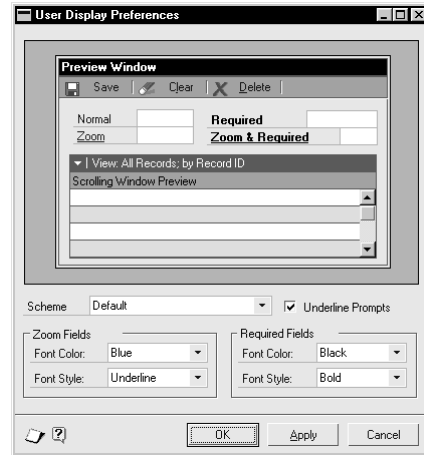 User Display Preferences
Preview Window
Save Clear Delete
Normal Required
Zoom Zoom & Required
View: All Records; by Record ID
Scrolling Window Preview
Scheme Default Underline Prompts
Zoom Fields Required Fields
Font Color: Blue Font Color: Black
Font Style: Underline Font Style: Bold
OK Apply Cancel